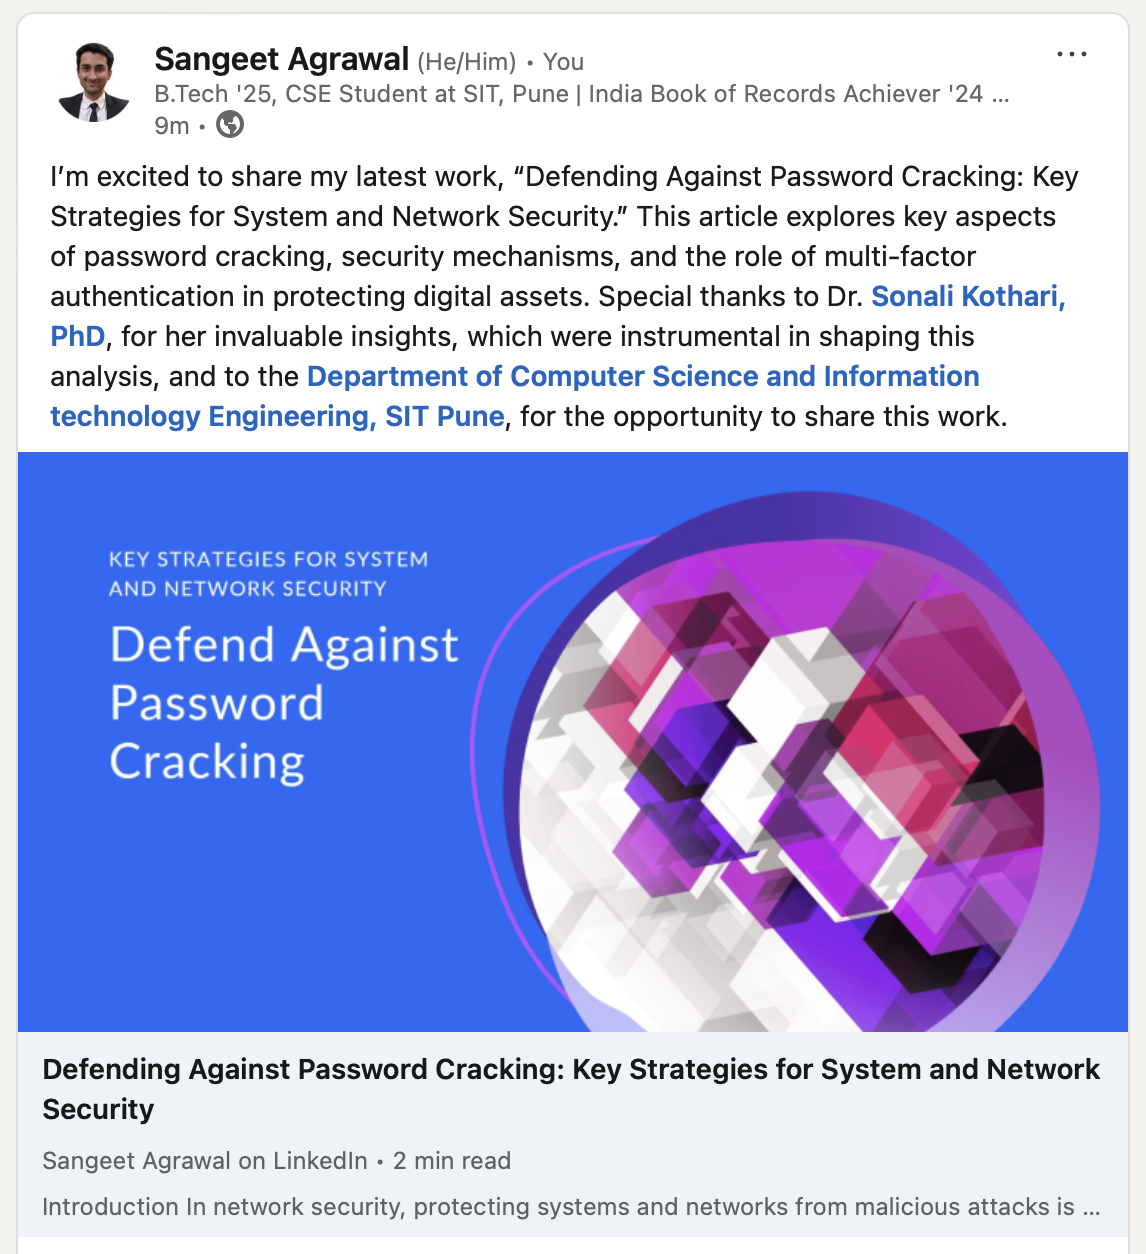 Sangeet Agrawal (He/Him) • You
B.Tech '25, CSE Student at SIT, Pune | India Book of Records Achiever '24 ...
9m •
I’m excited to share my latest work, “Defending Against Password Cracking: Key
Strategies for System and Network Security.” This article explores key aspects
of password cracking, security mechanisms, and the role of multi-factor
authentication in protecting digital assets. Special thanks to Dr. Sonali Kothari,
PhD, for her invaluable insights, which were instrumental in shaping this
analysis, and to the Department of Computer Science and Information
technology Engineering, SIT Pune, for the opportunity to share this work.
KEY STRATEGIES FOR SYSTEM
AND NETWORK SECURITY
Defend Against
Password
Cracking
Defending Against Password Cracking: Key Strategies for System and Network
Security
Sangeet Agrawal on LinkedIn • 2 min read
Introduction In network security, protecting systems and networks from malicious attacks is ...